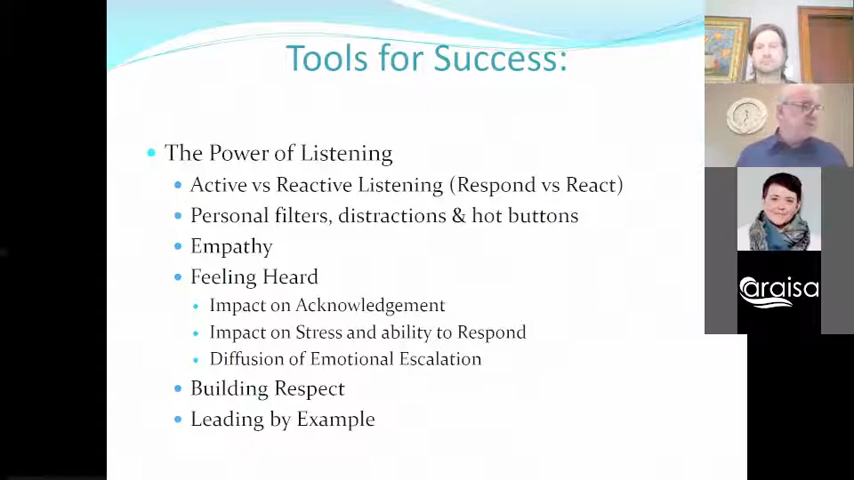 Tools for Success:
The Power of Listening
Active vs Reactive Listening (Respond vs React)
Personal filters, distractions & hot buttons
Empathy
Feeling Heard
Impact on Acknowledgement
Impact on Stress and ability to Respond
Diffusion of Emotional Escalation
Building Respect
Leading by Example
araisa